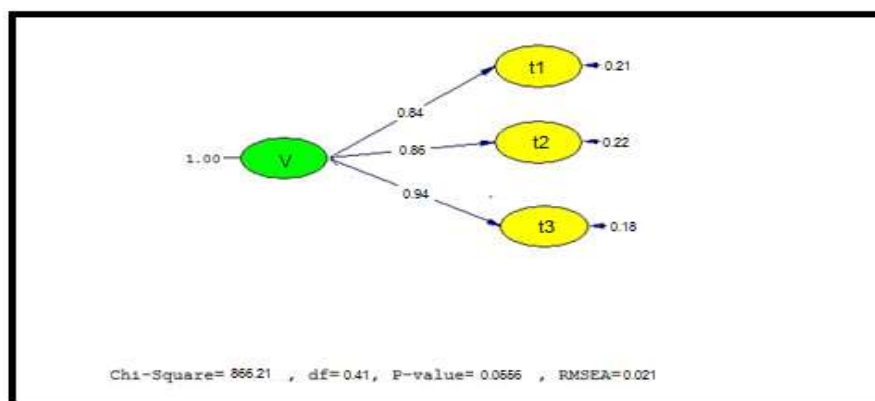 t1
0.21
0.84
1.00
V
0.86
t2
0.22
0.94
t3
0.18
Chi-Square= 866.21 , df=0.41, P-value= 0.0556 , RMSEA=0.021